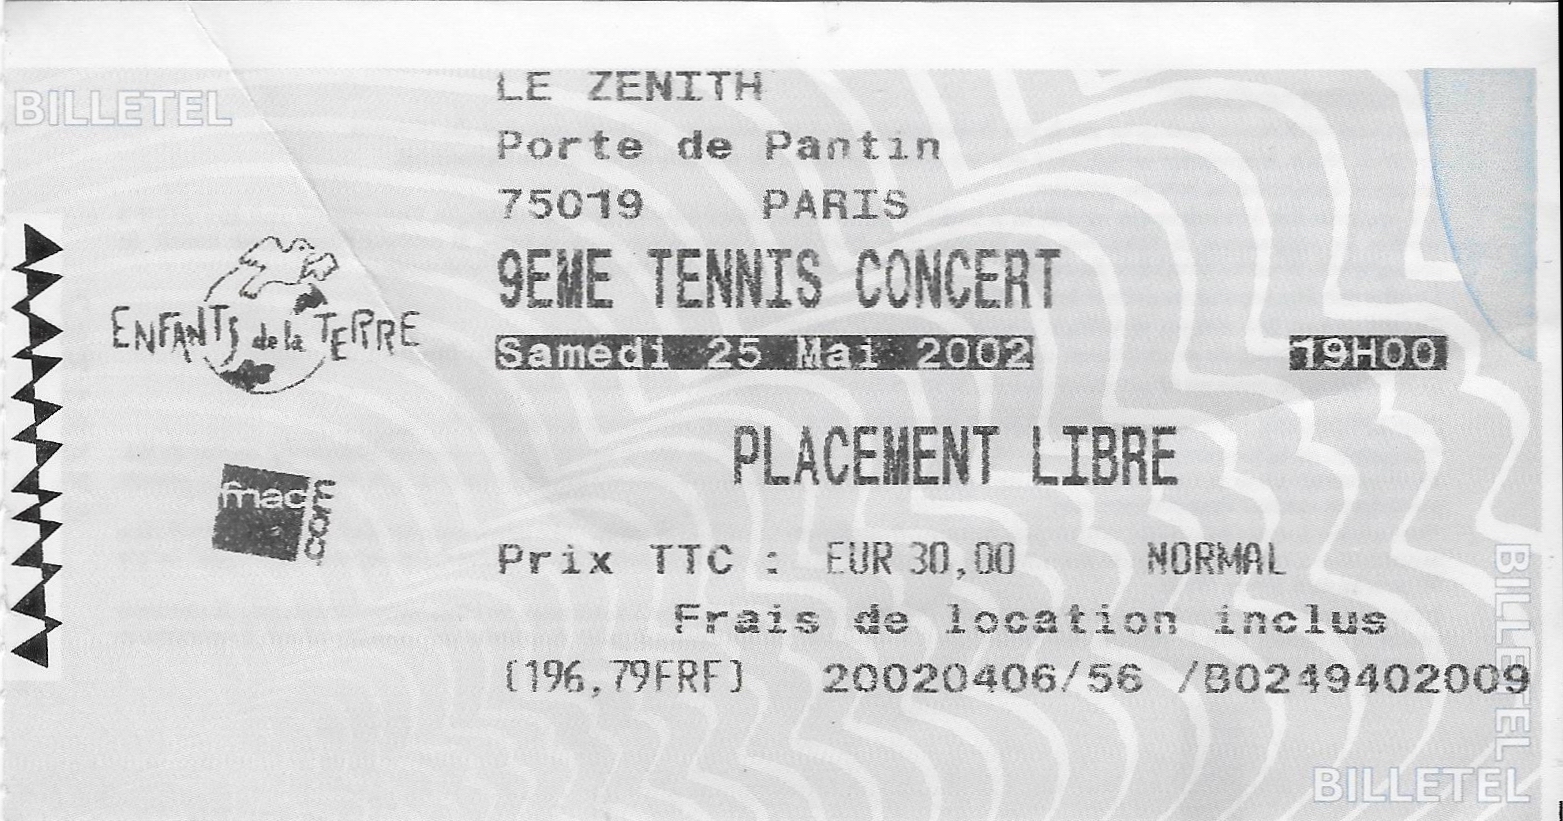 BILLETEL
LE ZENITH
Porte de Pantin
75019 PARIS
9EME TENNIS CONCERT
ENFANTS de la TERRE
Samedi 25 Mai 2002 19H00
PLACEMENT LIBRE
fnac.com
Prix TTC : EUR 30,00 NORMAL
Frais de location inclus
(196,79FRF) 20020406/56 /B0249402009
BILLETEL
BILLETEL